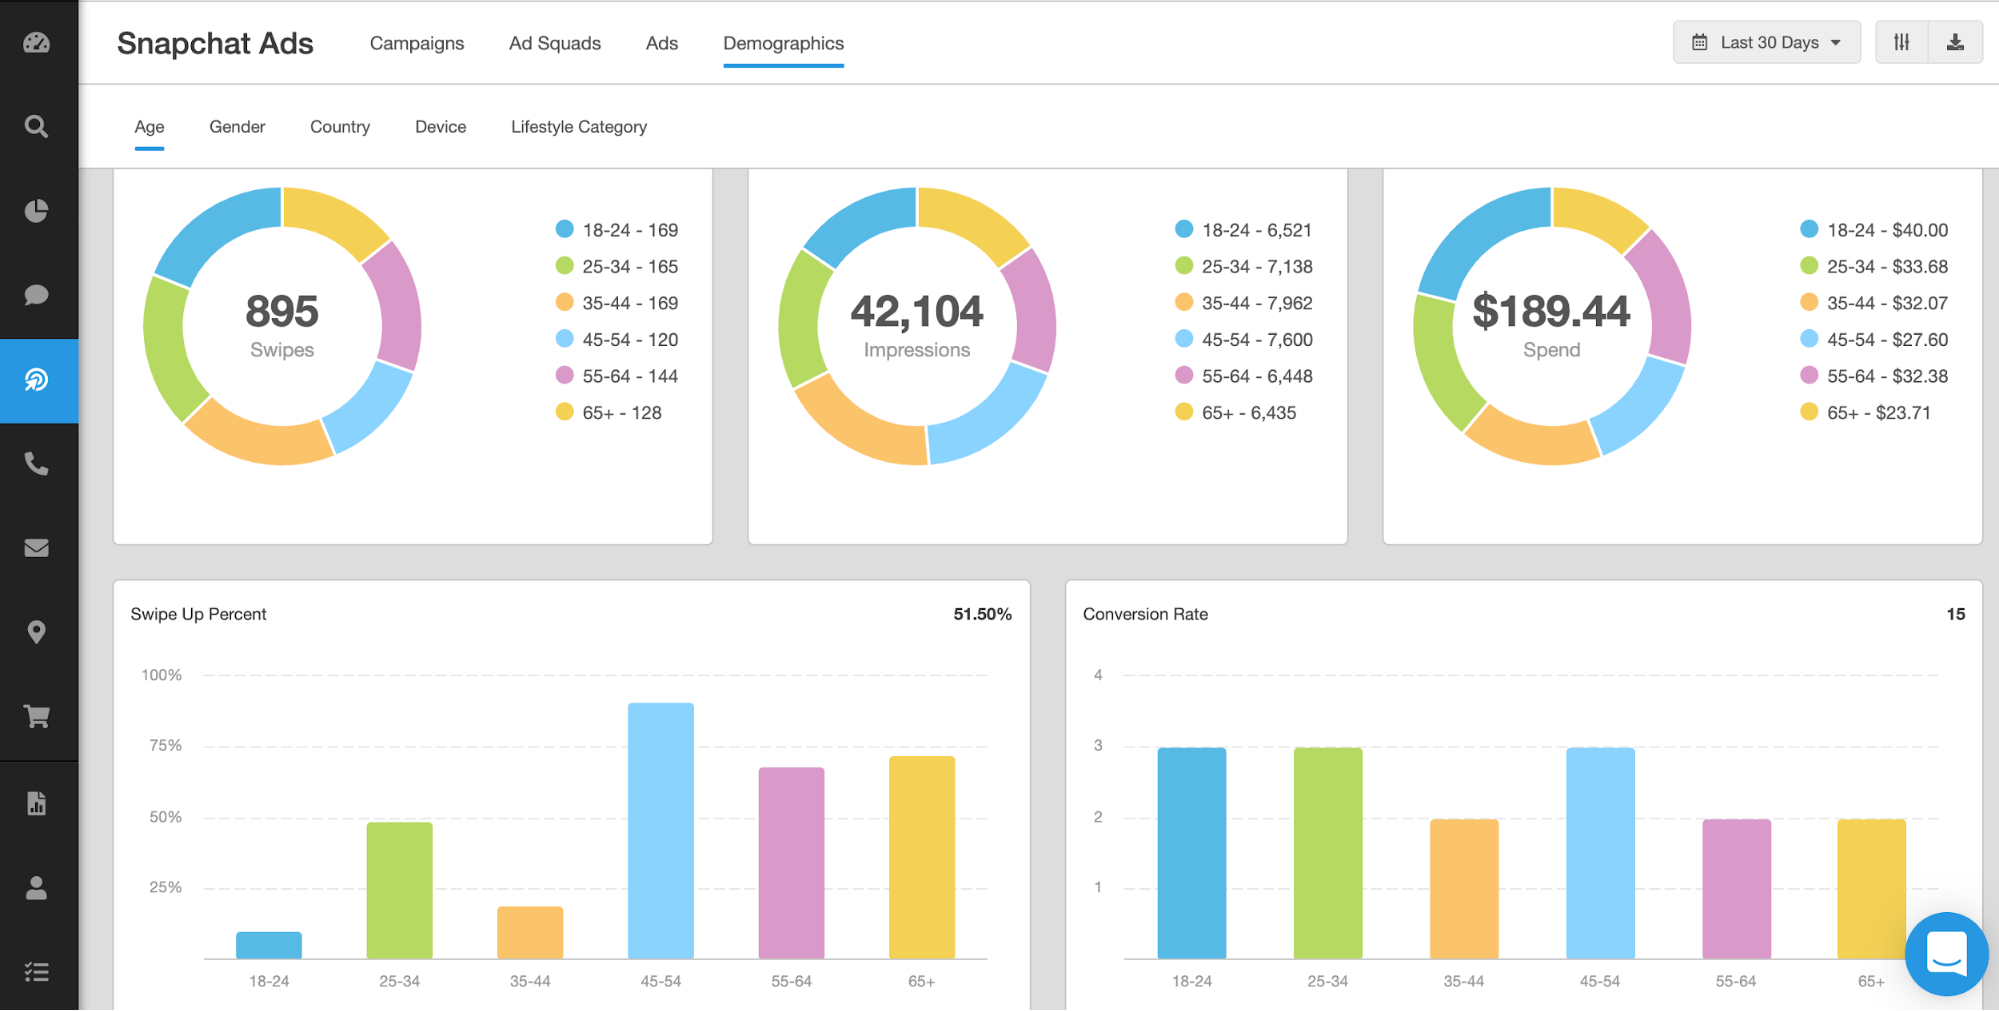 Snapchat Ads Campaigns Ad Squads Ads Demographics Last 30 Days
Age Gender Country Device Lifestyle Category
895
Swipes
18-24 - 169
25-34 - 165
35-44 - 169
45-54 - 120
55-64 - 144
65+ - 128
42,104
Impressions
18-24 - 6,521
25-34 - 7,138
35-44 - 7,962
45-54 - 7,600
55-64 - 6,448
65+ - 6,435
$189.44
Spend
18-24 - $40.00
25-34 - $33.68
35-44 - $32.07
45-54 - $27.60
55-64 - $32.38
65+ - $23.71
Swipe Up Percent 51.50%
100%
75%
50%
25%
18-24 25-34 35-44 45-54 55-64 65+
Conversion Rate 15
4
3
2
1
18-24 25-34 35-44 45-54 55-64 65+